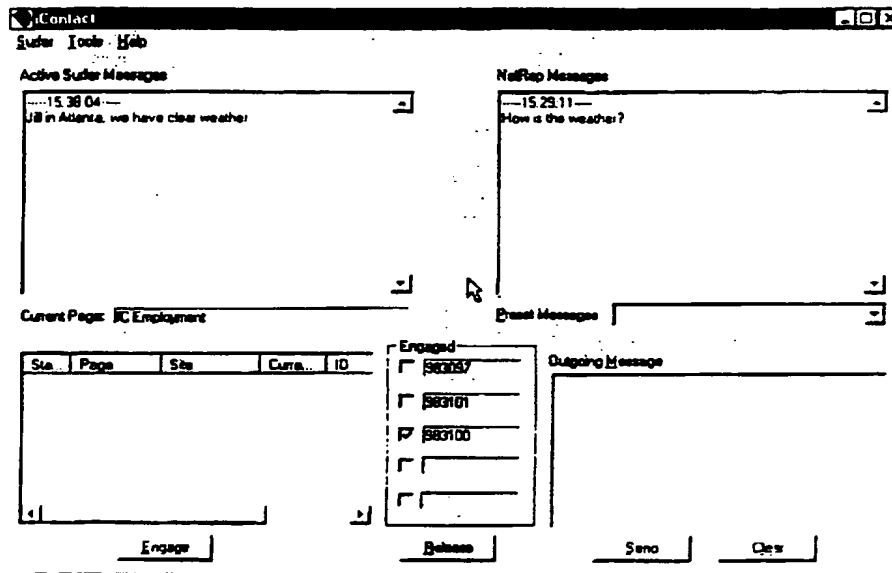 iContact
Surfer Tools Help
Active Surfer Messages
NetRep Messages
-----15:38:04-----
Jill in Atlanta, we have clear weather
-----15:29:11-----
How is the weather?
Current Page: IC Employment
Preset Messages
Sta... Page Site Curre... ID
Engaged
983097
983101
983100
Outgoing Message
Engage
Release
Send
Clear